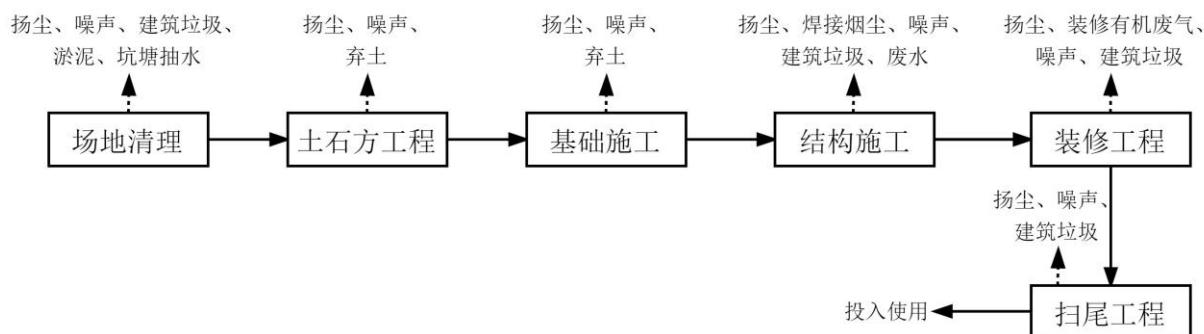 扬尘、噪声、建筑垃圾、
淤泥、坑塘抽水
扬尘、噪声、
弃土
扬尘、噪声、
弃土
扬尘、焊接烟尘、噪声、
建筑垃圾、废水
扬尘、装修有机废气、
噪声、建筑垃圾
场地清理
土石方工程
基础施工
结构施工
装修工程
扬尘、噪声、
建筑垃圾
投入使用
扫尾工程